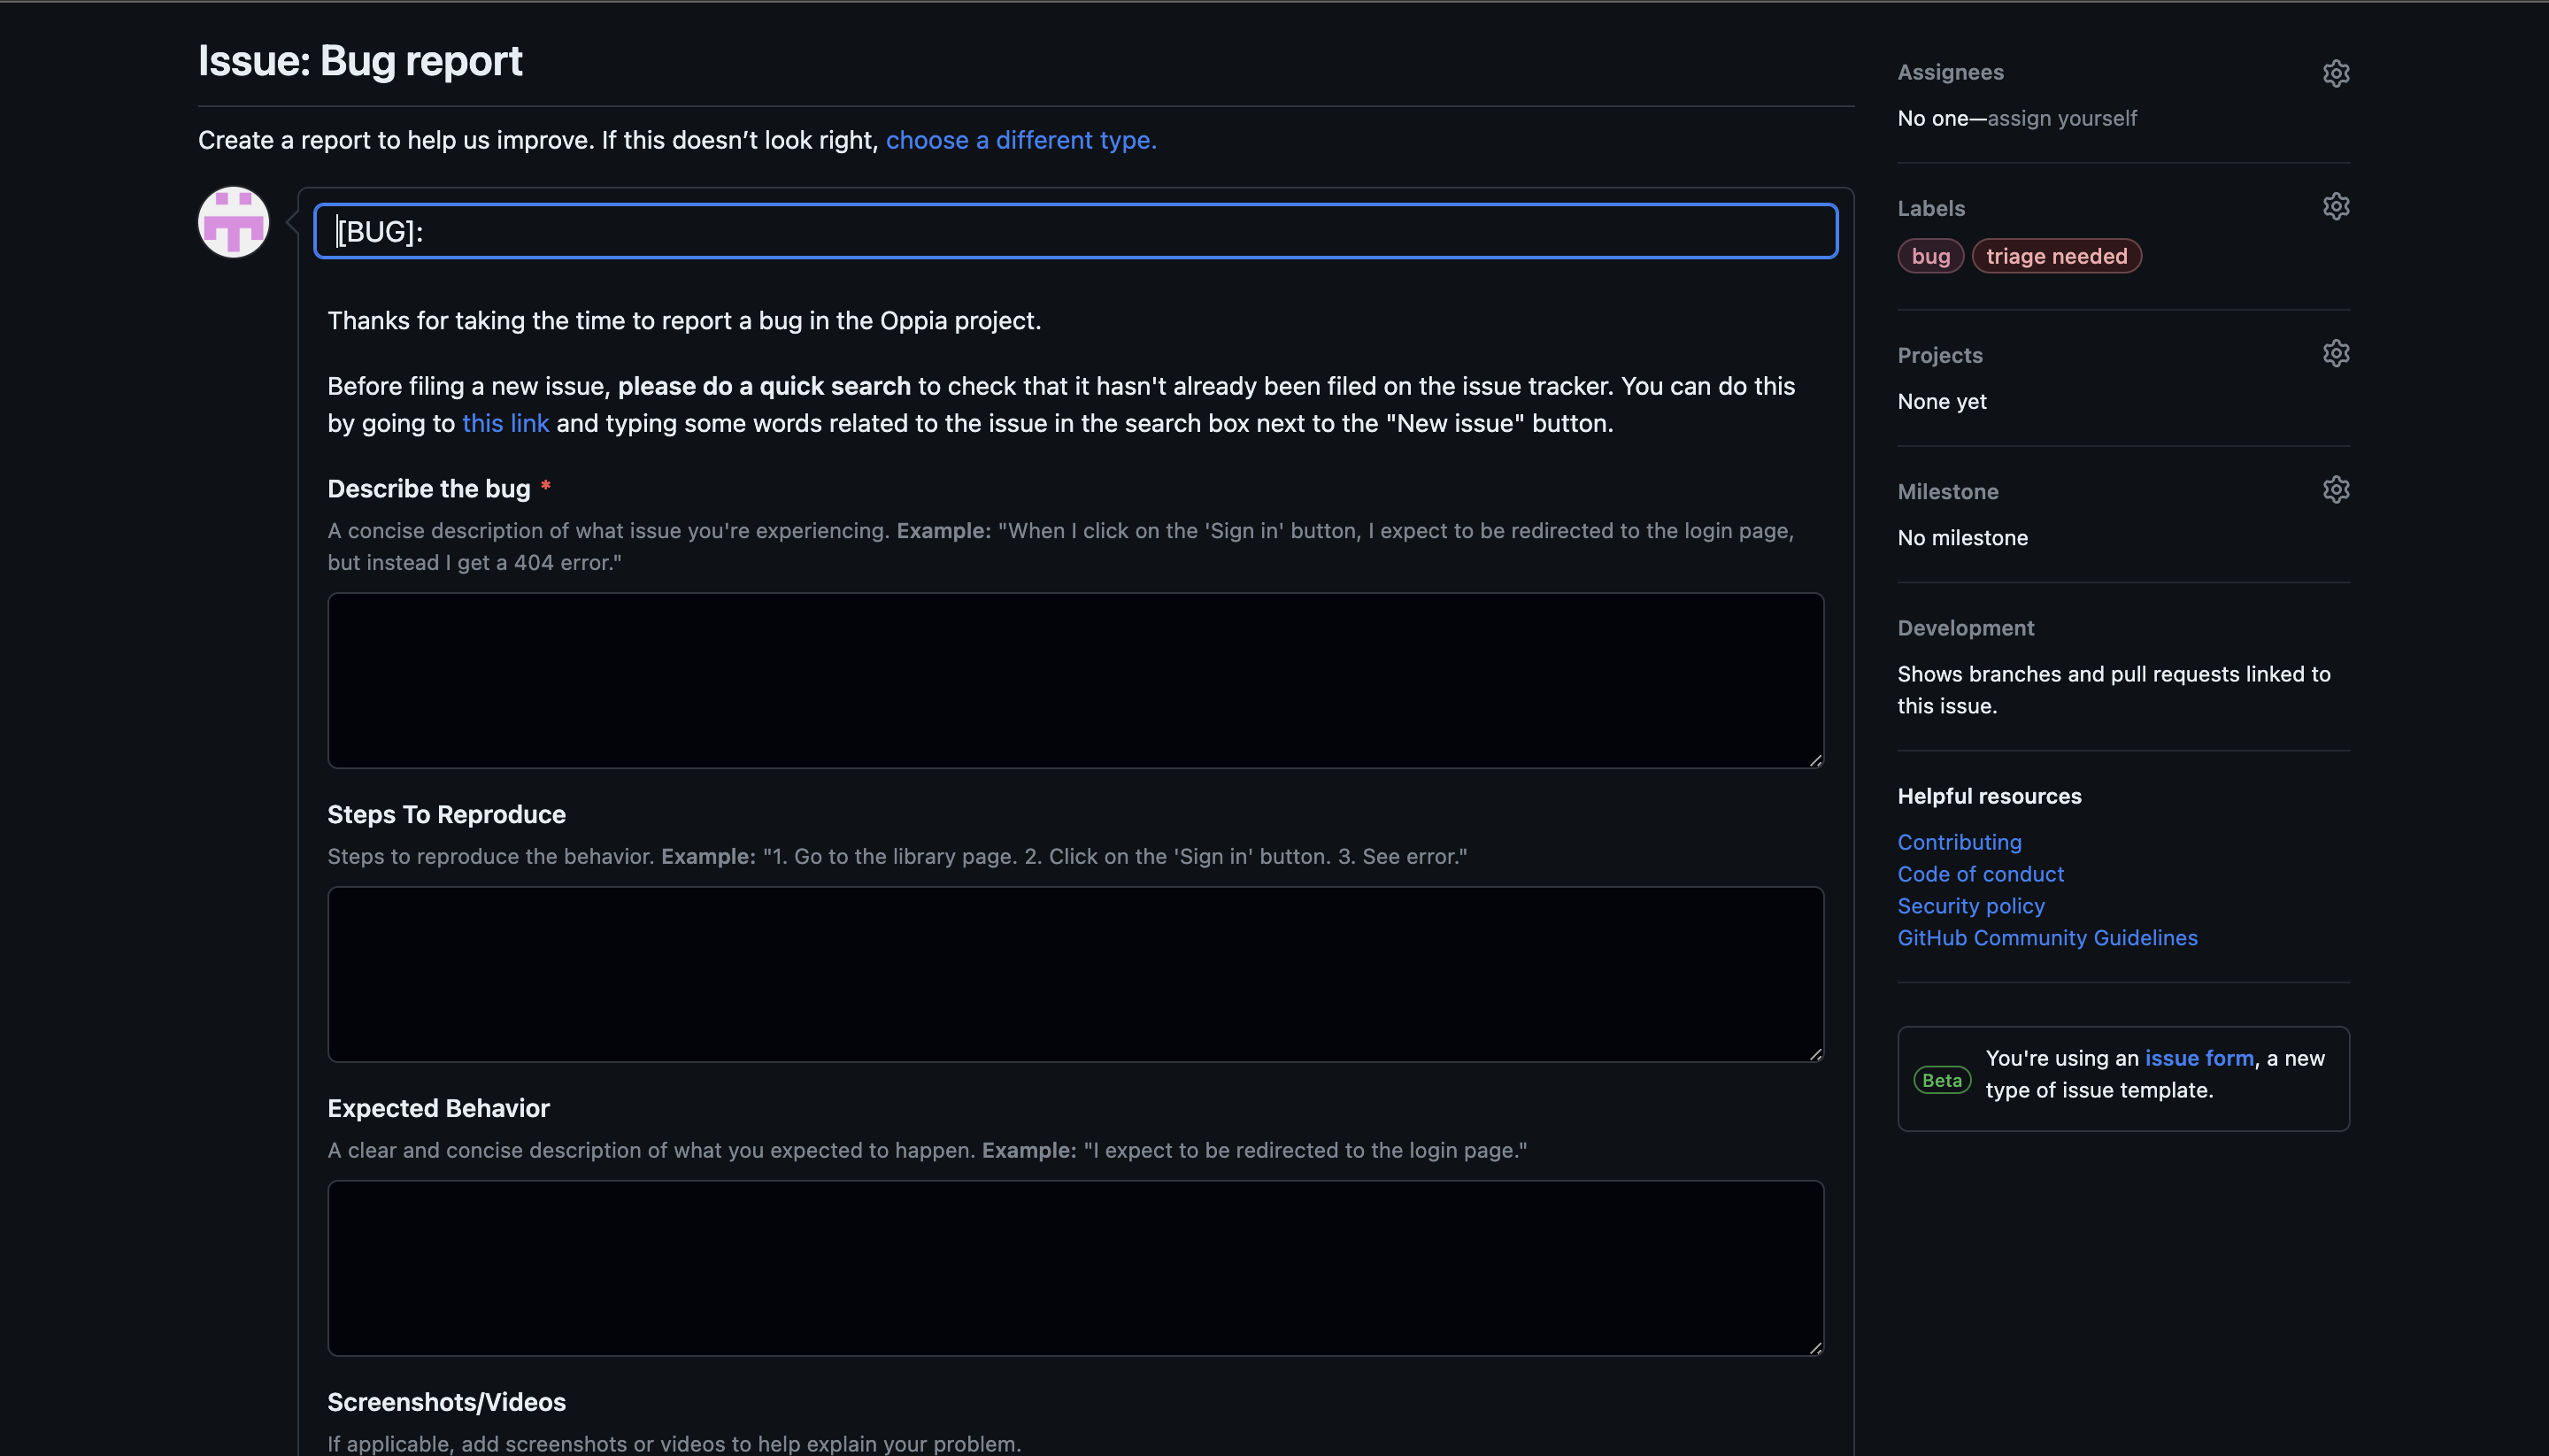 Issue: Bug report
Create a report to help us improve. If this doesn’t look right, choose a different type.
[BUG]:
Thanks for taking the time to report a bug in the Oppia project.
Before filing a new issue, please do a quick search to check that it hasn't already been filed on the issue tracker. You can do this
by going to this link and typing some words related to the issue in the search box next to the "New issue" button.
Describe the bug *
A concise description of what issue you're experiencing. Example: "When I click on the 'Sign in' button, I expect to be redirected to the login page,
but instead I get a 404 error."
Steps To Reproduce
Steps to reproduce the behavior. Example: "1. Go to the library page. 2. Click on the 'Sign in' button. 3. See error."
Expected Behavior
A clear and concise description of what you expected to happen. Example: "I expect to be redirected to the login page."
Screenshots/Videos
If applicable, add screenshots or videos to help explain your problem.
Assignees
No one—assign yourself
Labels
bug triage needed
Projects
None yet
Milestone
No milestone
Development
Shows branches and pull requests linked to
this issue.
Helpful resources
Contributing
Code of conduct
Security policy
GitHub Community Guidelines
Beta
You're using an issue form, a new
type of issue template.